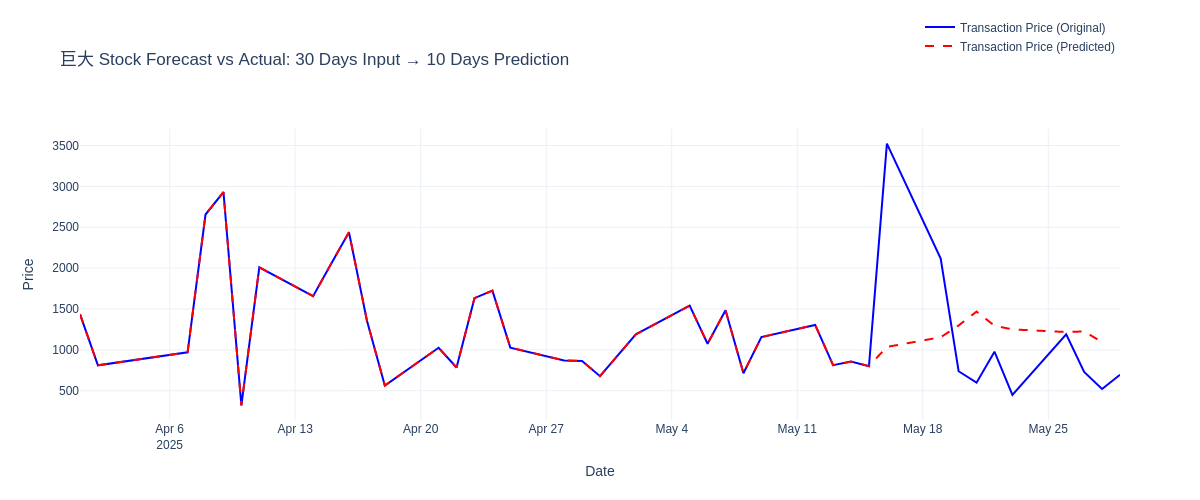 Transaction Price (Original)
Transaction Price (Predicted)
巨大 Stock Forecast vs Actual: 30 Days Input → 10 Days Prediction
3500
3000
2500
2000
1500
1000
500
Price
Apr 6
2025
Apr 13
Apr 20
Apr 27
May 4
May 11
May 18
May 25
Date